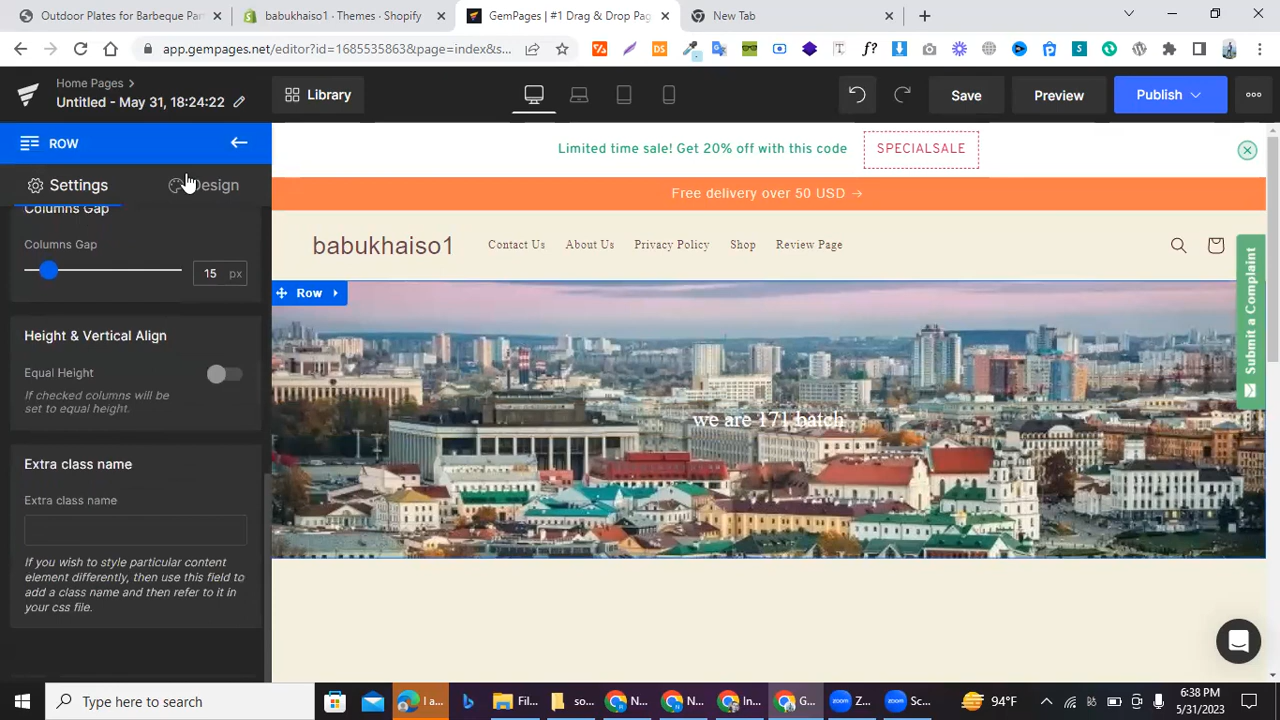 Outdoor Plates for Barbeque Pa
babukhaiso1 · Themes · Shopify
GemPages | #1 Drag & Drop Pag
New Tab
app.gempages.net/editor?id=1685535863&page=index&s...
Home Pages
Untitled - May 31, 18:24:22
Library
Save
Preview
Publish
ROW
Settings
Design
Columns Gap
Columns Gap
15 px
Height & Vertical Align
Equal Height
If checked columns will be
set to equal height.
Extra class name
Extra class name
If you wish to style particular content
element differently, then use this field to
add a class name and then refer to it in
your css file.
Limited time sale! Get 20% off with this code
SPECIALSALE
Free delivery over 50 USD →
babukhaiso1
Contact Us
About Us
Privacy Policy
Shop
Review Page
Row
we are 171 batch
Submit a Complaint
Type here to search
I a...
Fil...
so...
N...
N...
In...
G...
Z...
Sc...
94°F
6:38 PM
5/31/2023